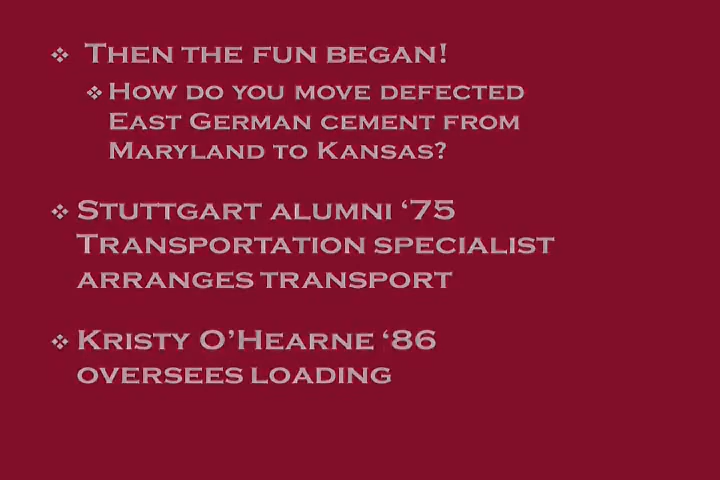 ❖ Then the fun began!
❖ How do you move defected
East German cement from
Maryland to Kansas?
❖ Stuttgart alumni ‘75
Transportation specialist
arranges transport
❖ Kristy O’Hearne ‘86
oversees loading